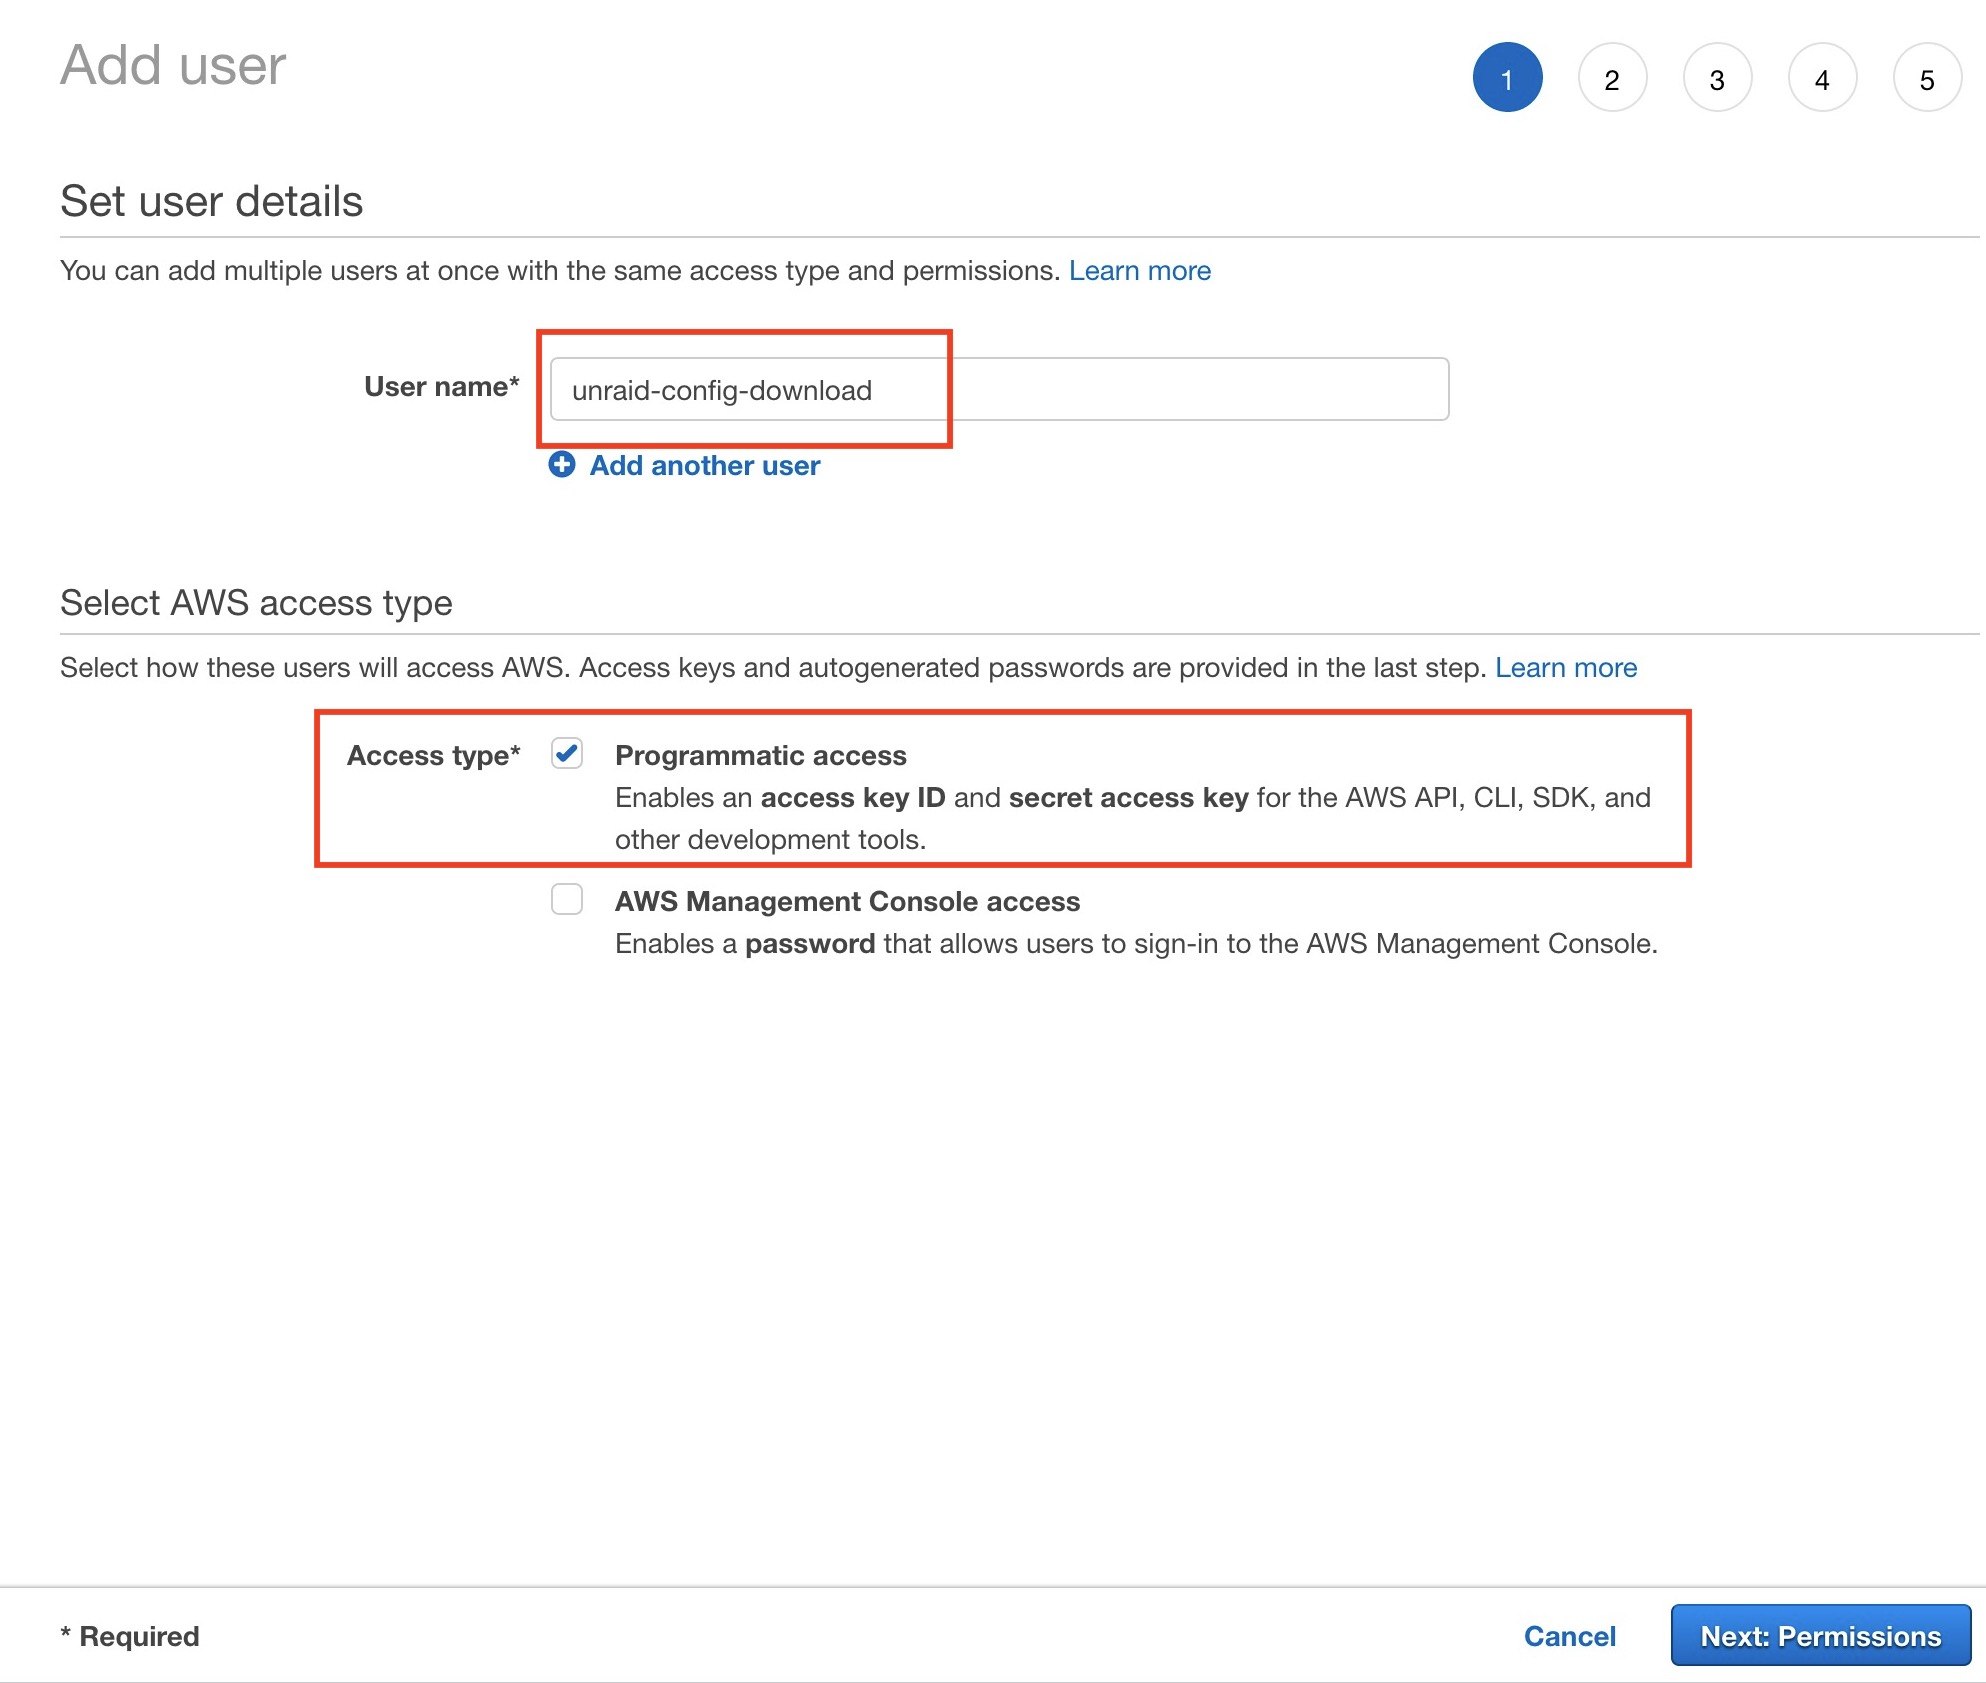 Add user
1 2 3 4 5
Set user details
You can add multiple users at once with the same access type and permissions. Learn more
User name* unraid-config-download
Add another user
Select AWS access type
Select how these users will access AWS. Access keys and autogenerated passwords are provided in the last step. Learn more
Access type* Programmatic access
Enables an access key ID and secret access key for the AWS API, CLI, SDK, and
other development tools.
AWS Management Console access
Enables a password that allows users to sign-in to the AWS Management Console.
* Required Cancel Next: Permissions